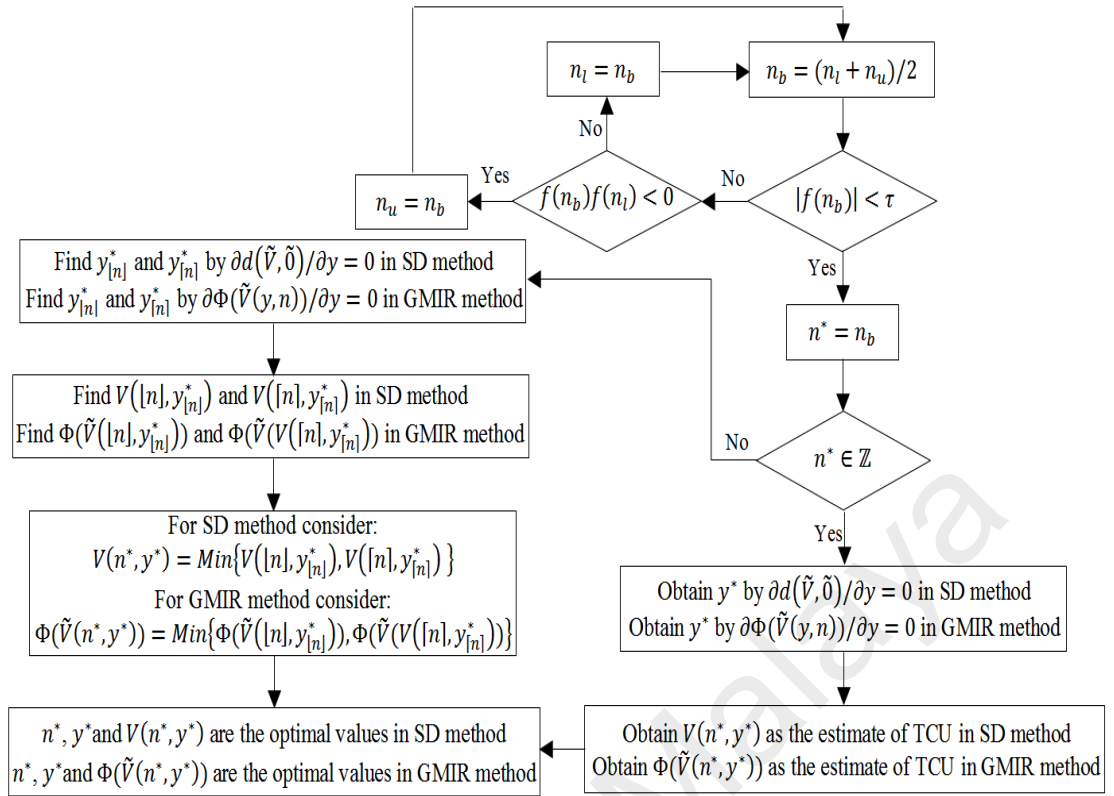 n_l = n_b
n_b = (n_l + n_u)/2
No
Yes
f(n_b)f(n_l) < 0
No
|f(n_b)| < τ
n_u = n_b
Yes
Find y*_⌊n⌋ and y*_⌈n⌉ by ∂d(Ṽ, 0̃)/∂y = 0 in SD method
Find y*_⌊n⌋ and y*_⌈n⌉ by ∂Φ(Ṽ(y, n))/∂y = 0 in GMIR method
n* = n_b
Find V(⌊n⌋, y*_⌊n⌋) and V(⌈n⌉, y*_⌈n⌉) in SD method
Find Φ(Ṽ(⌊n⌋, y*_⌊n⌋)) and Φ(Ṽ(V(⌈n⌉, y*_⌈n⌉)) in GMIR method
No
n* ∈ ℤ
For SD method consider:
V(n*, y*) = Min{V(⌊n⌋, y*_⌊n⌋), V(⌈n⌉, y*_⌈n⌉) }
For GMIR method consider:
Φ(Ṽ(n*, y*)) = Min{Φ(Ṽ(⌊n⌋, y*_⌊n⌋)), Φ(Ṽ(V(⌈n⌉, y*_⌈n⌉))}
Yes
Obtain y* by ∂d(Ṽ, 0̃)/∂y = 0 in SD method
Obtain y* by ∂Φ(Ṽ(y, n))/∂y = 0 in GMIR method
n*, y*and V(n*, y*) are the optimal values in SD method
n*, y*and Φ(Ṽ(n*, y*)) are the optimal values in GMIR method
Obtain V(n*, y*) as the estimate of TCU in SD method
Obtain Φ(Ṽ(n*, y*)) as the estimate of TCU in GMIR method
Malaya